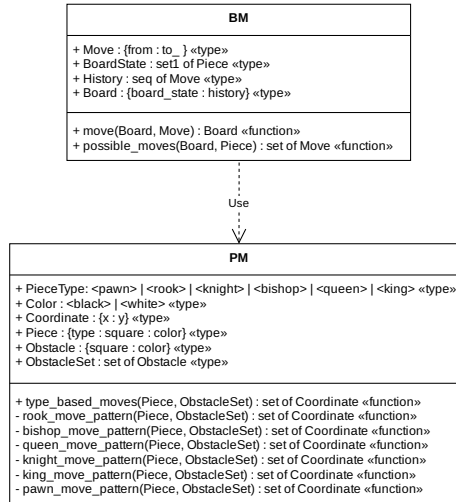 BM
+ Move : {from : to_ } «type»
+ BoardState : set1 of Piece «type»
+ History : seq of Move «type»
+ Board : {board_state : history} «type»
+ move(Board, Move) : Board «function»
+ possible_moves(Board, Piece) : set of Move «function»
Use
PM
+ PieceType: <pawn> | <rook> | <knight> | <bishop> | <queen> | <king> «type»
+ Color : <black> | <white> «type»
+ Coordinate : {x : y} «type»
+ Piece : {type : square : color} «type»
+ Obstacle : {square : color} «type»
+ ObstacleSet : set of Obstacle «type»
+ type_based_moves(Piece, ObstacleSet) : set of Coordinate «function»
- rook_move_pattern(Piece, ObstacleSet) : set of Coordinate «function»
- bishop_move_pattern(Piece, ObstacleSet) : set of Coordinate «function»
- queen_move_pattern(Piece, ObstacleSet) : set of Coordinate «function»
- knight_move_pattern(Piece, ObstacleSet) : set of Coordinate «function»
- king_move_pattern(Piece, ObstacleSet) : set of Coordinate «function»
- pawn_move_pattern(Piece, ObstacleSet) : set of Coordinate «function»